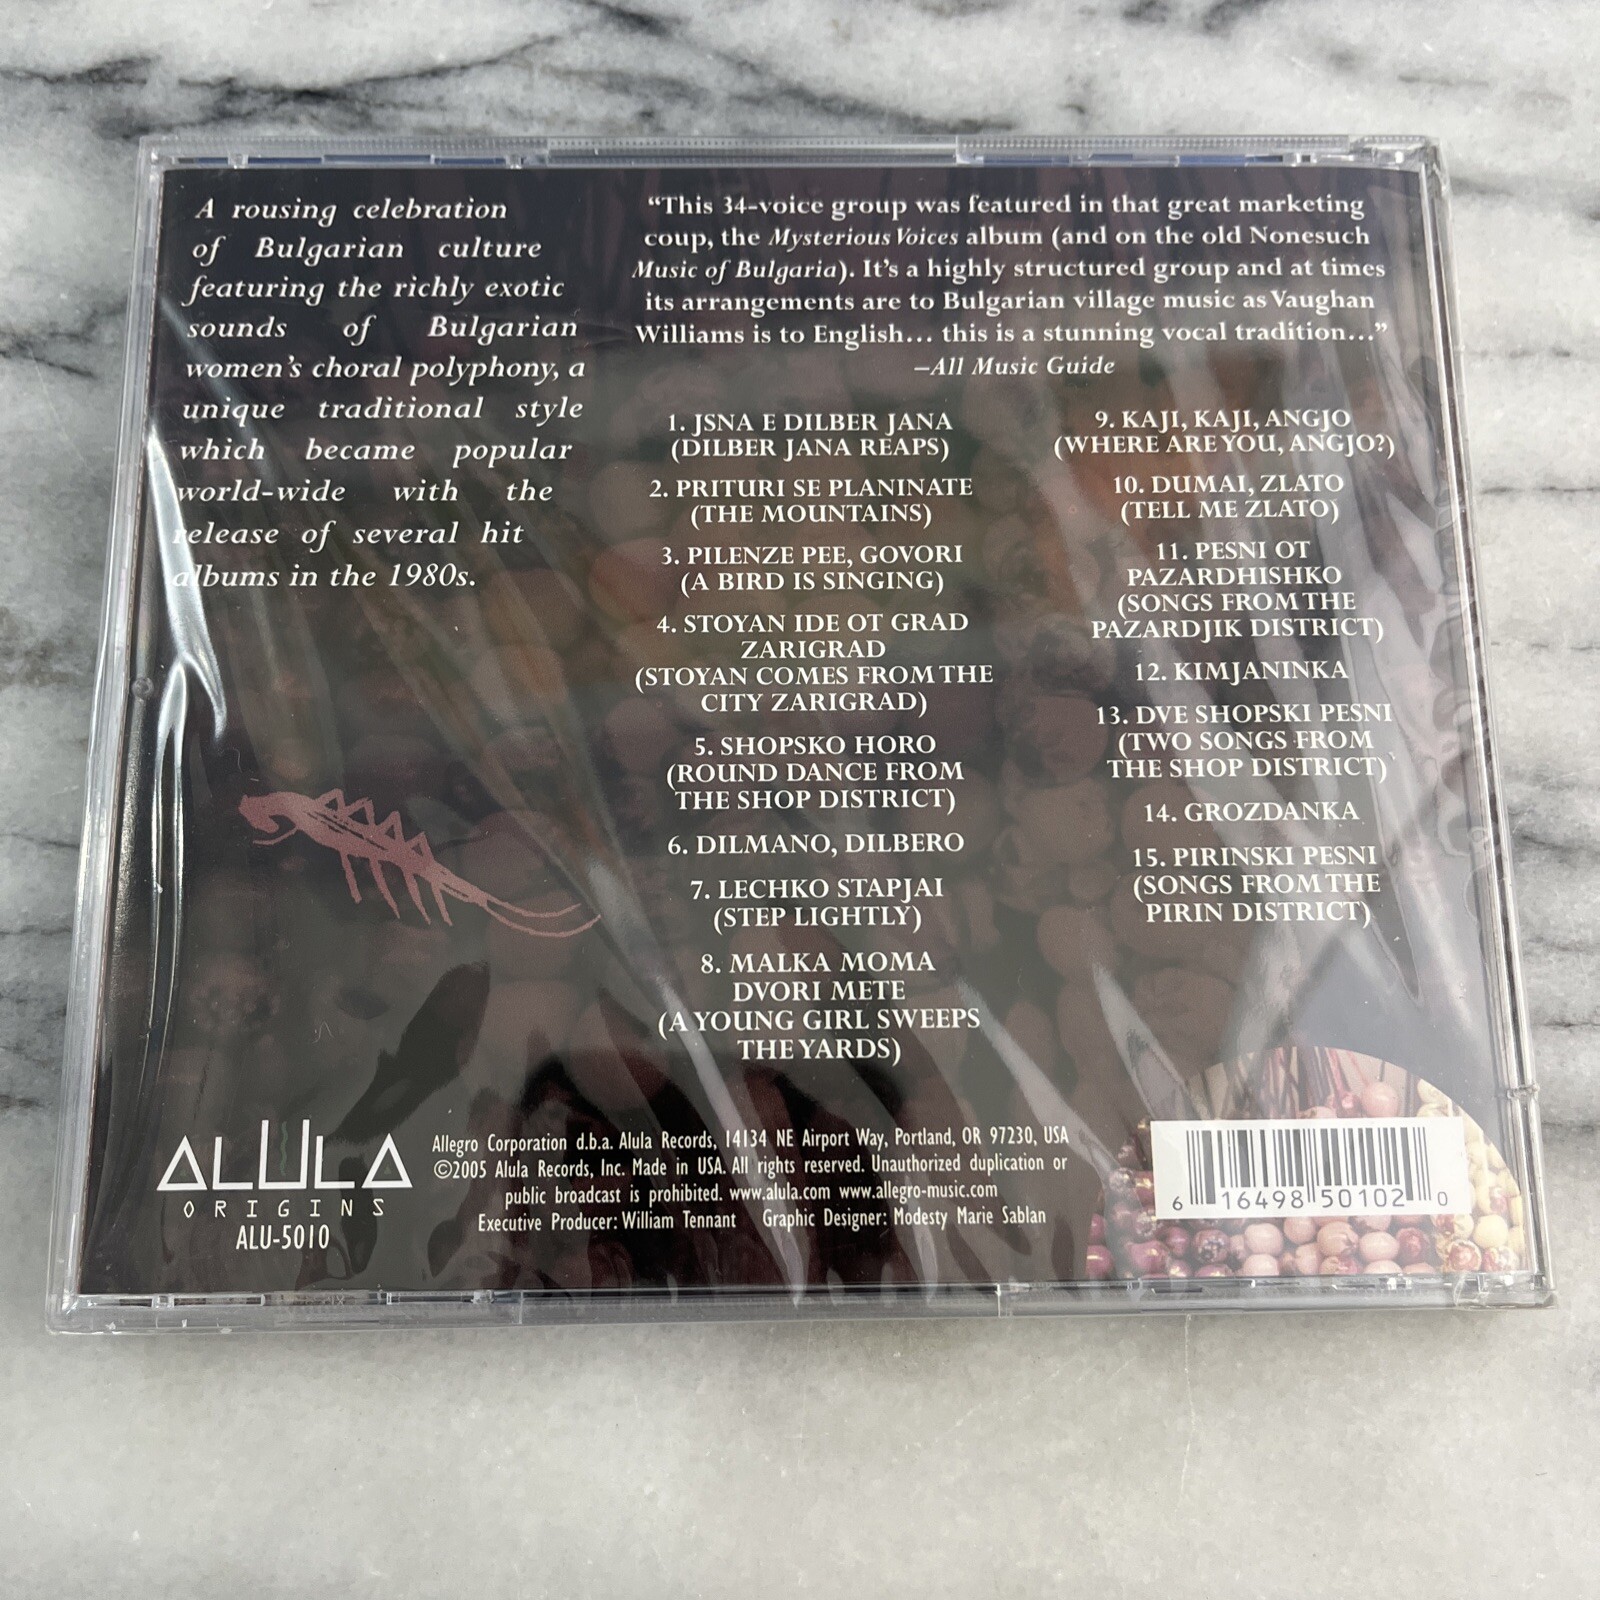 A rousing celebration
of Bulgarian culture
featuring the richly exotic
sounds of Bulgarian
women's choral polyphony, a
unique traditional style
which became popular
world-wide with the
release of several hit
albums in the 1980s.
“This 34-voice group was featured in that great marketing
coup, the Mysterious Voices album (and on the old Nonesuch
Music of Bulgaria). It's a highly structured group and at times
its arrangements are to Bulgarian village music as Vaughan
Williams is to English... this is a stunning vocal tradition...”
–All Music Guide
1. JSNA E DILBER JANA
(DILBER JANA REAPS)
2. PRITURI SE PLANINATE
(THE MOUNTAINS)
3. PILENZE PEE, GOVORI
(A BIRD IS SINGING)
4. STOYAN IDE OT GRAD
ZARIGRAD
(STOYAN COMES FROM THE
CITY ZARIGRAD)
5. SHOPSKO HORO
(ROUND DANCE FROM
THE SHOP DISTRICT)
6. DILMANO, DILBERO
7. LECHKO STAPJAI
(STEP LIGHTLY)
8. MALKA MOMA
DVORI METE
(A YOUNG GIRL SWEEPS
THE YARDS)
9. KAJI, KAJI, ANGJO
(WHERE ARE YOU, ANGJO?)
10. DUMAI, ZLATO
(TELL ME ZLATO)
11. PESNI OT
PAZARDHISHKO
(SONGS FROM THE
PAZARDJIK DISTRICT)
12. KIMJANINKA
13. DVE SHOPSKI PESNI
(TWO SONGS FROM
THE SHOP DISTRICT)
14. GROZDANKA
15. PIRINSKI PESNI
(SONGS FROM THE
PIRIN DISTRICT)
ALULA
ORIGINS
ALU-5010
Allegro Corporation d.b.a. Alula Records, 14134 NE Airport Way, Portland, OR 97230, USA
©2005 Alula Records, Inc. Made in USA. All rights reserved. Unauthorized duplication or
public broadcast is prohibited. www.alula.com www.allegro-music.com
Executive Producer: William Tennant Graphic Designer: Modesty Marie Sablan
6 16498 50102 0